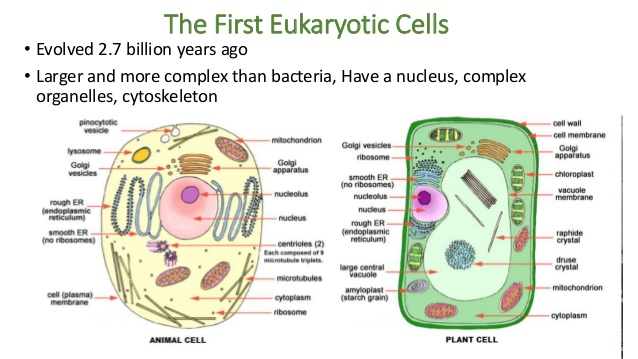 The First Eukaryotic Cells
• Evolved 2.7 billion years ago
• Larger and more complex than bacteria, Have a nucleus, complex
organelles, cytoskeleton
pinocytotic
vesicle
lysosome
Golgi
vesicles
rough ER
(endoplasmic
reticulum)
smooth ER
(no ribosomes)
cell (plasma)
membrane
mitochondrion
Golgi
apparatus
nucleolus
nucleus
centrioles (2)
Each composed of 9
microtubule triplets.
microtubules
cytoplasm
ribosome
ANIMAL CELL
Golgi vesicles
ribosome
smooth ER
(no ribosomes)
nucleolus
nucleus
rough ER
(endoplasmic
reticulum)
large central
vacuole
amyloplast
(starch grain)
cell wall
cell membrane
Golgi
apparatus
chloroplast
vacuole
membrane
raphide
crystal
druse
crystal
mitochondrion
cytoplasm
PLANT CELL